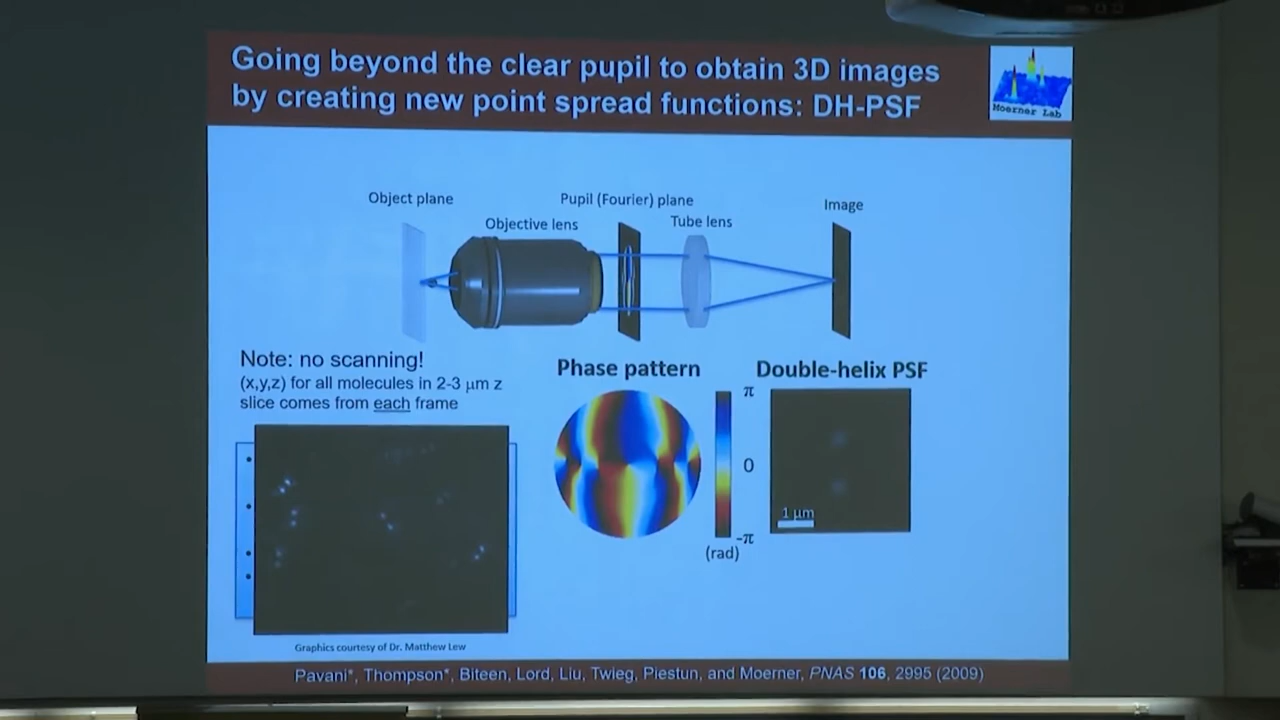 Going beyond the clear pupil to obtain 3D images
by creating new point spread functions: DH-PSF
Moerner Lab
Object plane
Pupil (Fourier) plane
Image
Objective lens
Tube lens
Note: no scanning!
(x,y,z) for all molecules in 2-3 μm z
slice comes from each frame
Phase pattern
Double-helix PSF
π
0
-π
(rad)
1 μm
Graphics courtesy of Dr. Matthew Lew
Pavani*, Thompson*, Biteen, Lord, Liu, Twieg, Piestun, and Moerner, PNAS 106, 2995 (2009)